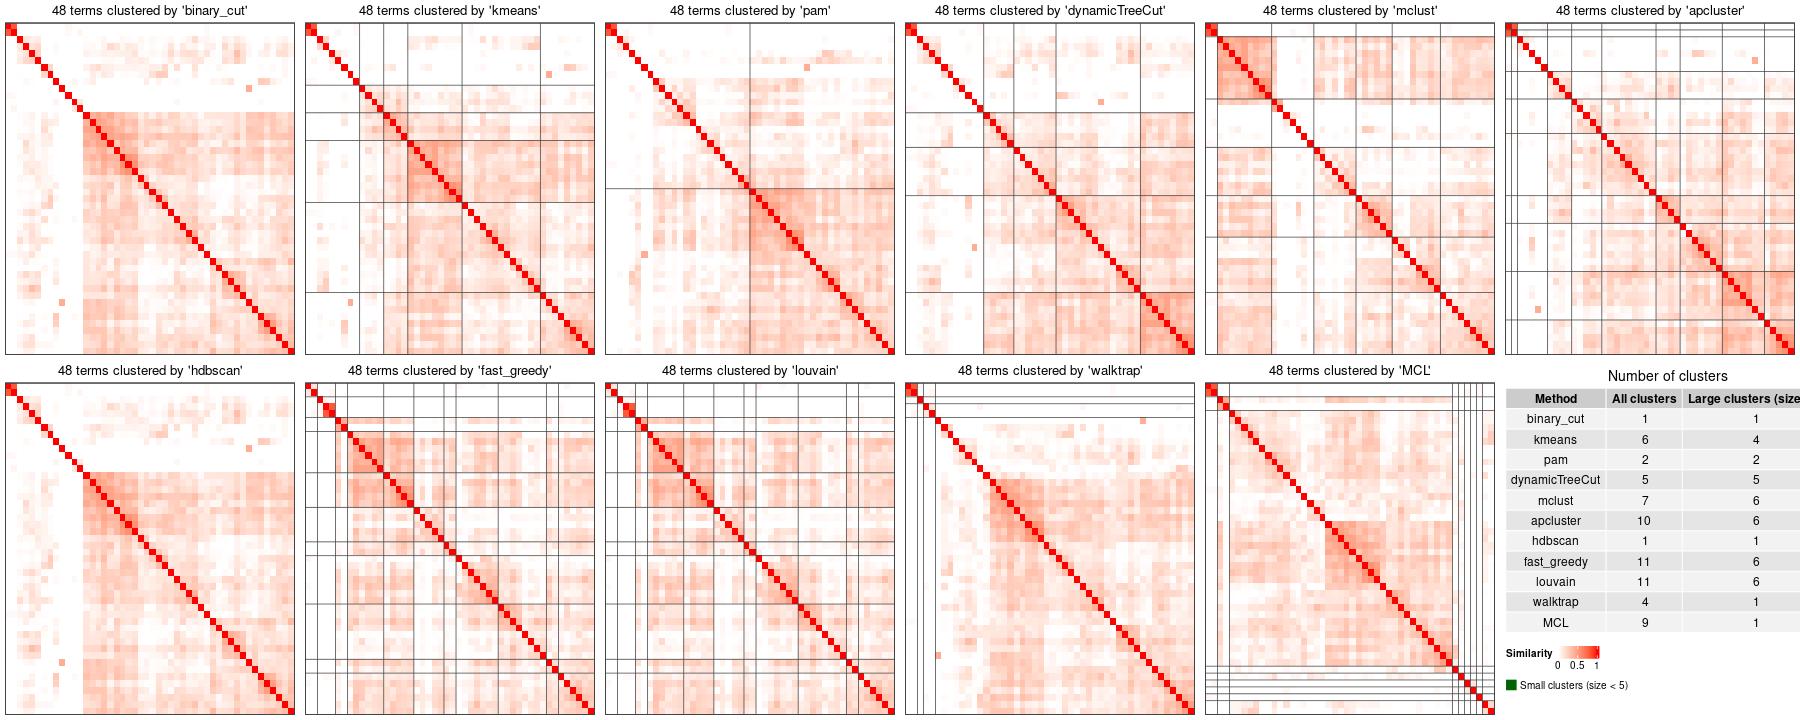 48 terms clustered by 'binary_cut'
48 terms clustered by 'kmeans'
48 terms clustered by 'pam'
48 terms clustered by 'dynamicTreeCut'
48 terms clustered by 'mclust'
48 terms clustered by 'apcluster'
48 terms clustered by 'hdbscan'
48 terms clustered by 'fast_greedy'
48 terms clustered by 'louvain'
48 terms clustered by 'walktrap'
48 terms clustered by 'MCL'
Number of clusters
Method All clusters Large clusters (size
binary_cut 1 1
kmeans 6 4
pam 2 2
dynamicTreeCut 5 5
mclust 7 6
apcluster 10 6
hdbscan 1 1
fast_greedy 11 6
louvain 11 6
walktrap 4 1
MCL 9 1
Similarity
0 0.5 1
Small clusters (size < 5)